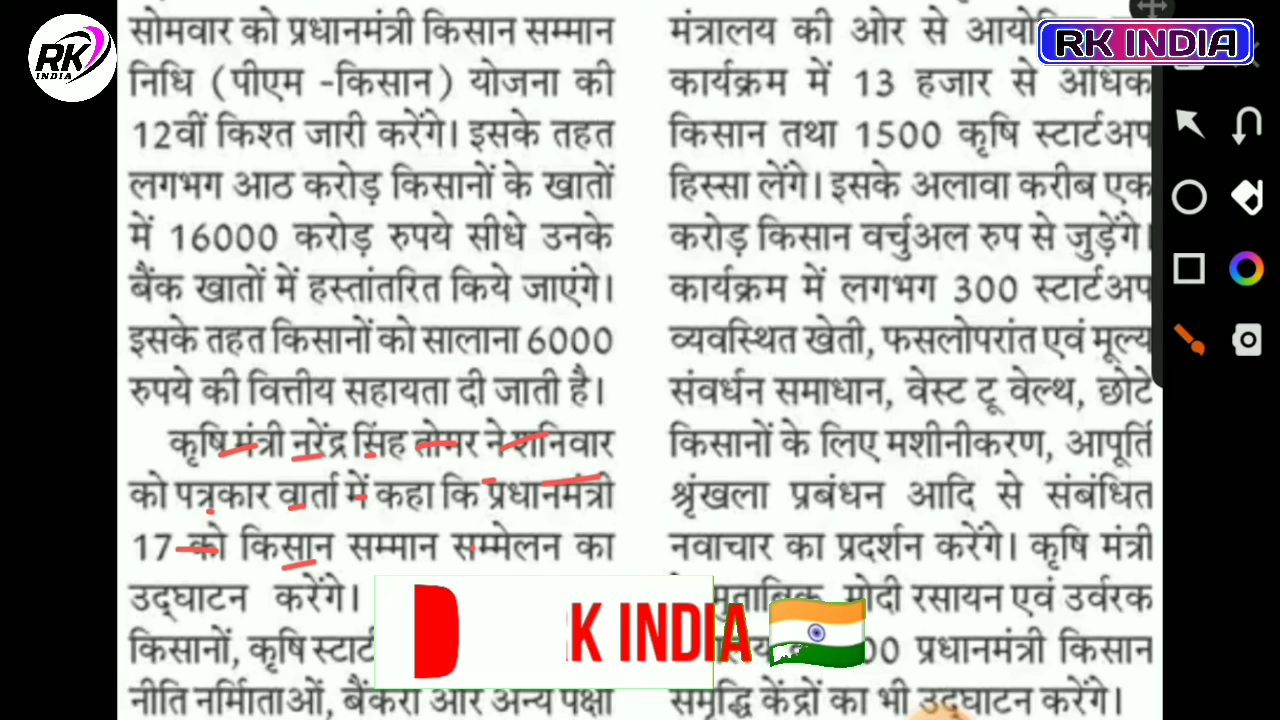 RK
INDIA
RK INDIA
सोमवार को प्रधानमंत्री किसान सम्मान
निधि (पीएम -किसान) योजना की
12वीं किश्त जारी करेंगे। इसके तहत
लगभग आठ करोड़ किसानों के खातों
में 16000 करोड़ रुपये सीधे उनके
बैंक खातों में हस्तांतरित किये जाएंगे।
इसके तहत किसानों को सालाना 6000
रुपये की वित्तीय सहायता दी जाती है।
कृषि मंत्री नरेंद्र सिंह तोमर ने शनिवार
को पत्रकार वार्ता में कहा कि प्रधानमंत्री
17 को किसान सम्मान सम्मेलन का
उद्घाटन करेंगे।
किसानों, कृषि
नीति नर्मिाताओं, बैंकरों और अन्य पक्षों
मंत्रालय की ओर से
कार्यक्रम में 13 हजार से अधिक
किसान तथा 1500 कृषि स्टार्टअप
हिस्सा लेंगे। इसके अलावा करीब एक
करोड़ किसान वर्चुअल रुप से जुड़ेंगे।
कार्यक्रम में लगभग 300 स्टार्टअप
व्यवस्थित खेती, फसलोपरांत एवं मूल्य
संवर्धन समाधान, वेस्ट टू वेल्थ, छोटे
किसानों के लिए मशीनीकरण, आपूर्ति
श्रृंखला प्रबंधन आदि से संबंधित
नवाचार का प्रदर्शन करेंगे। कृषि मंत्री
मुताबिक मोदी रसायन एवं उर्वरक
प्रधानमंत्री किसान
समृद्धि केंद्रों का भी उद्घाटन करेंगे।
RK INDIA